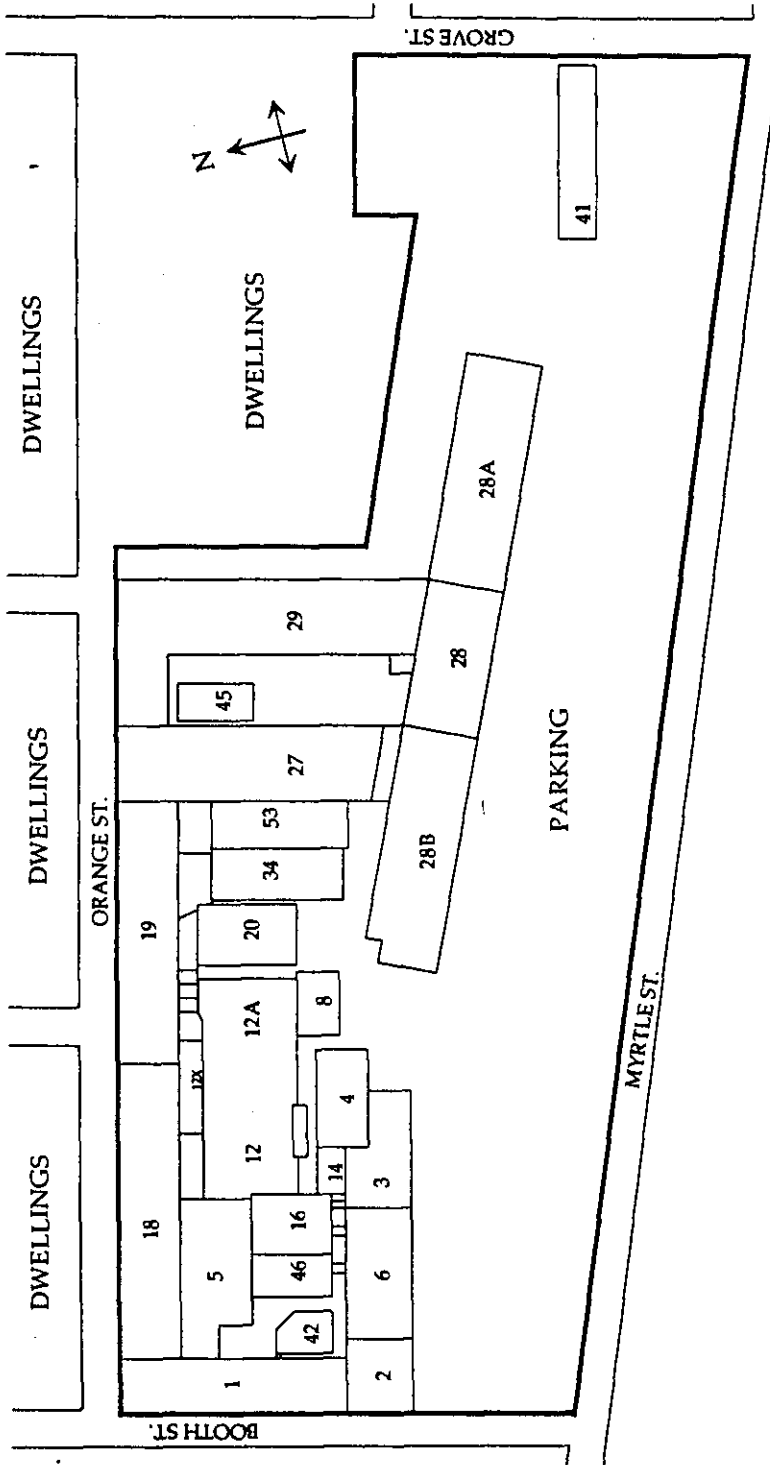 GROVE ST.
N
41
DWELLINGS
DWELLINGS
28A
29
28
45
DWELLINGS
ORANGE ST.
27
PARKING
53
34
28B
19
20
12A
8
12X
4
MYRTLE ST.
DWELLINGS
18
12
14
3
16
5
46
6
42
1
2
BOOTH ST.